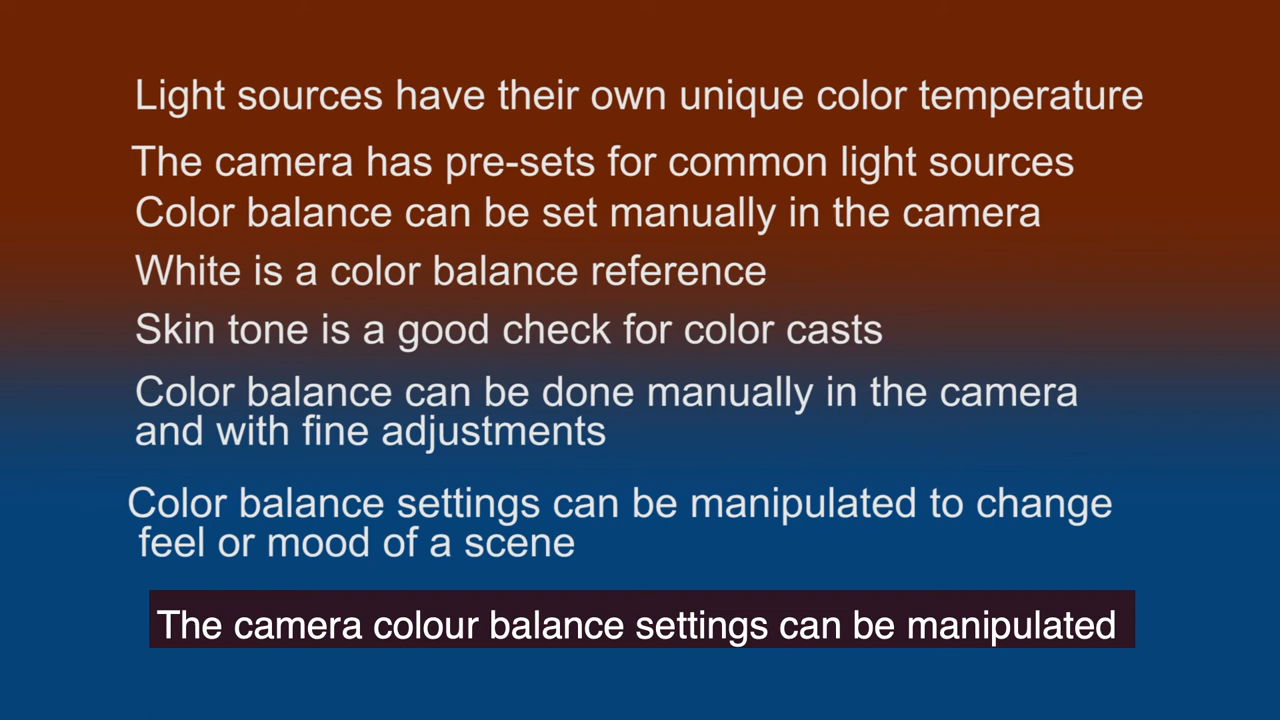 Light sources have their own unique color temperature
The camera has pre-sets for common light sources
Color balance can be set manually in the camera
White is a color balance reference
Skin tone is a good check for color casts
Color balance can be done manually in the camera
and with fine adjustments
Color balance settings can be manipulated to change
feel or mood of a scene
The camera colour balance settings can be manipulated